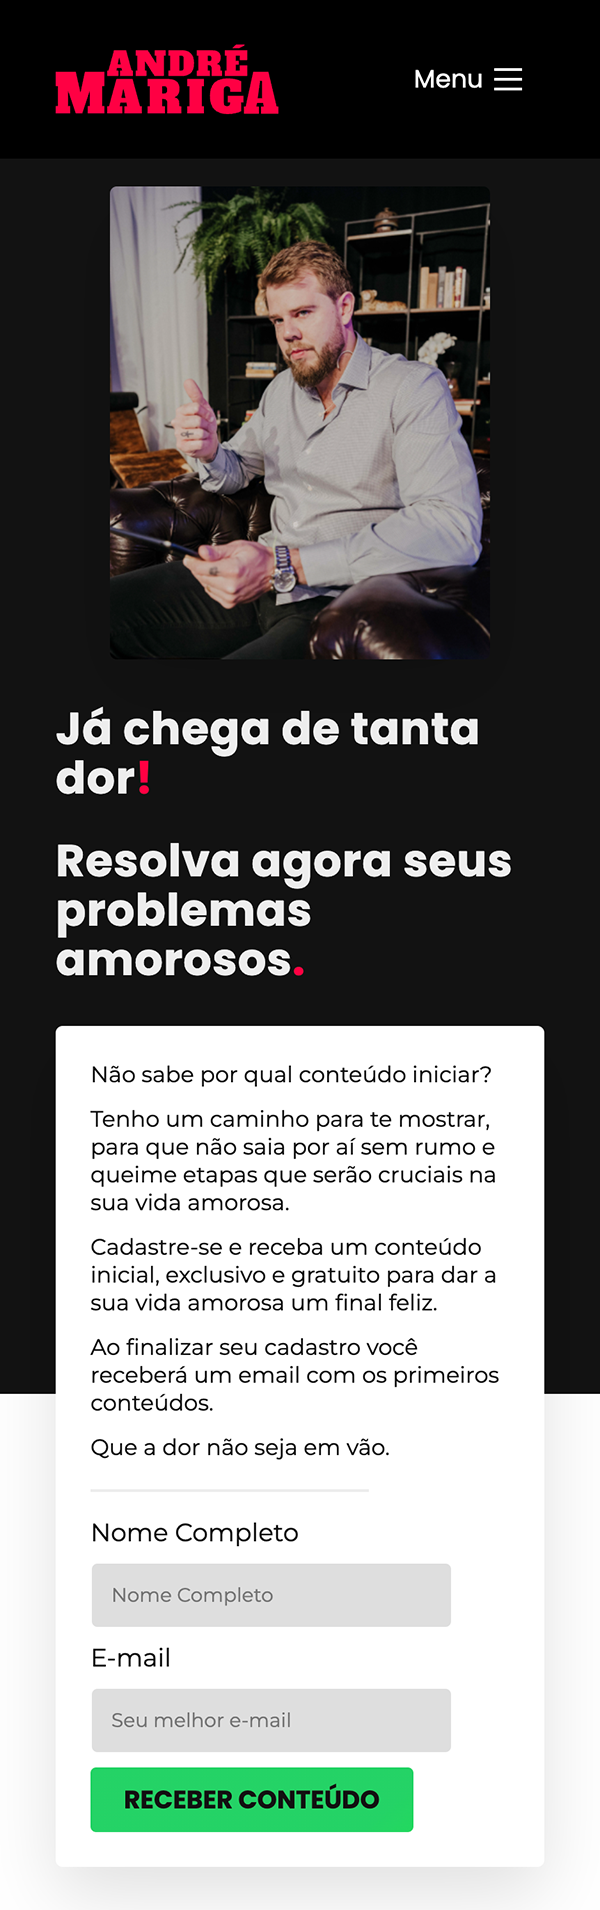 ANDRÉ
MARIGA
Menu
Já chega de tanta
dor!
Resolva agora seus
problemas
amorosos.
Não sabe por qual conteúdo iniciar?
Tenho um caminho para te mostrar,
para que não saia por aí sem rumo e
queime etapas que serão cruciais na
sua vida amorosa.
Cadastre-se e receba um conteúdo
inicial, exclusivo e gratuito para dar a
sua vida amorosa um final feliz.
Ao finalizar seu cadastro você
receberá um email com os primeiros
conteúdos.
Que a dor não seja em vão.
Nome Completo
Nome Completo
E-mail
Seu melhor e-mail
RECEBER CONTEÚDO